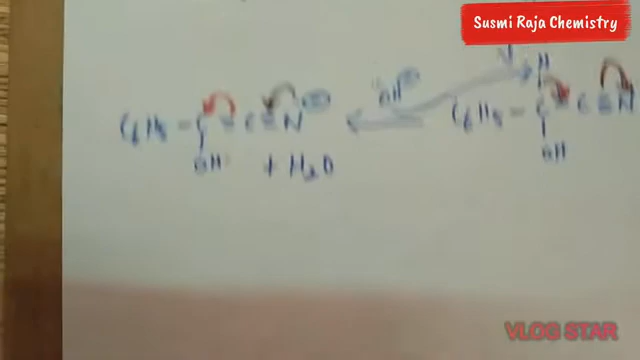 Susmi Raja Chemistry
H
OH⊖
C₆H₅ – C = C = N⊖
C₆H₅ – C – C ≡ N
OH
OH
+ H₂O
VLOG STAR